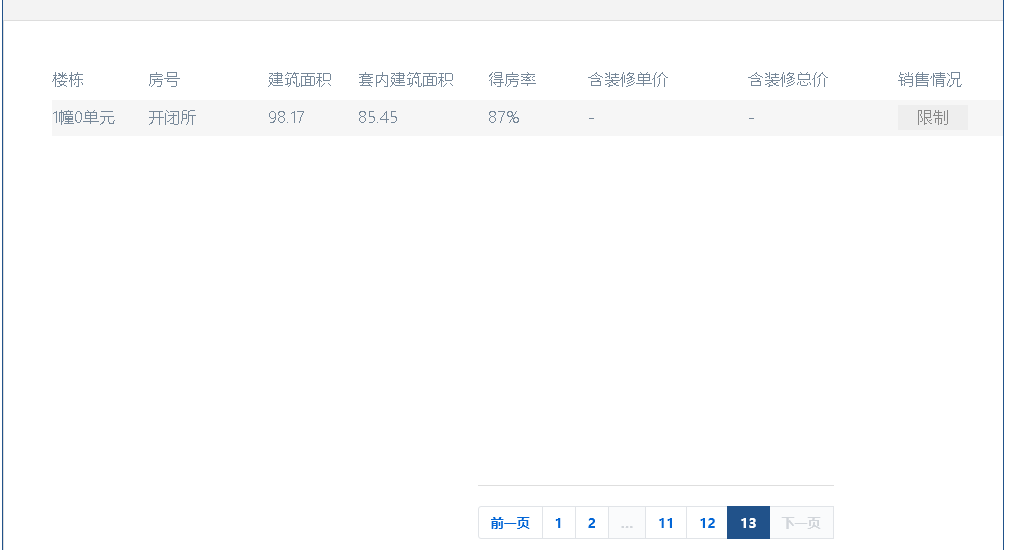 楼栋 房号 建筑面积 套内建筑面积 得房率 含装修单价 含装修总价 销售情况
1幢0单元 开闭所 98.17 85.45 87% - - 限制
前一页 1 2 ... 11 12 13 下一页